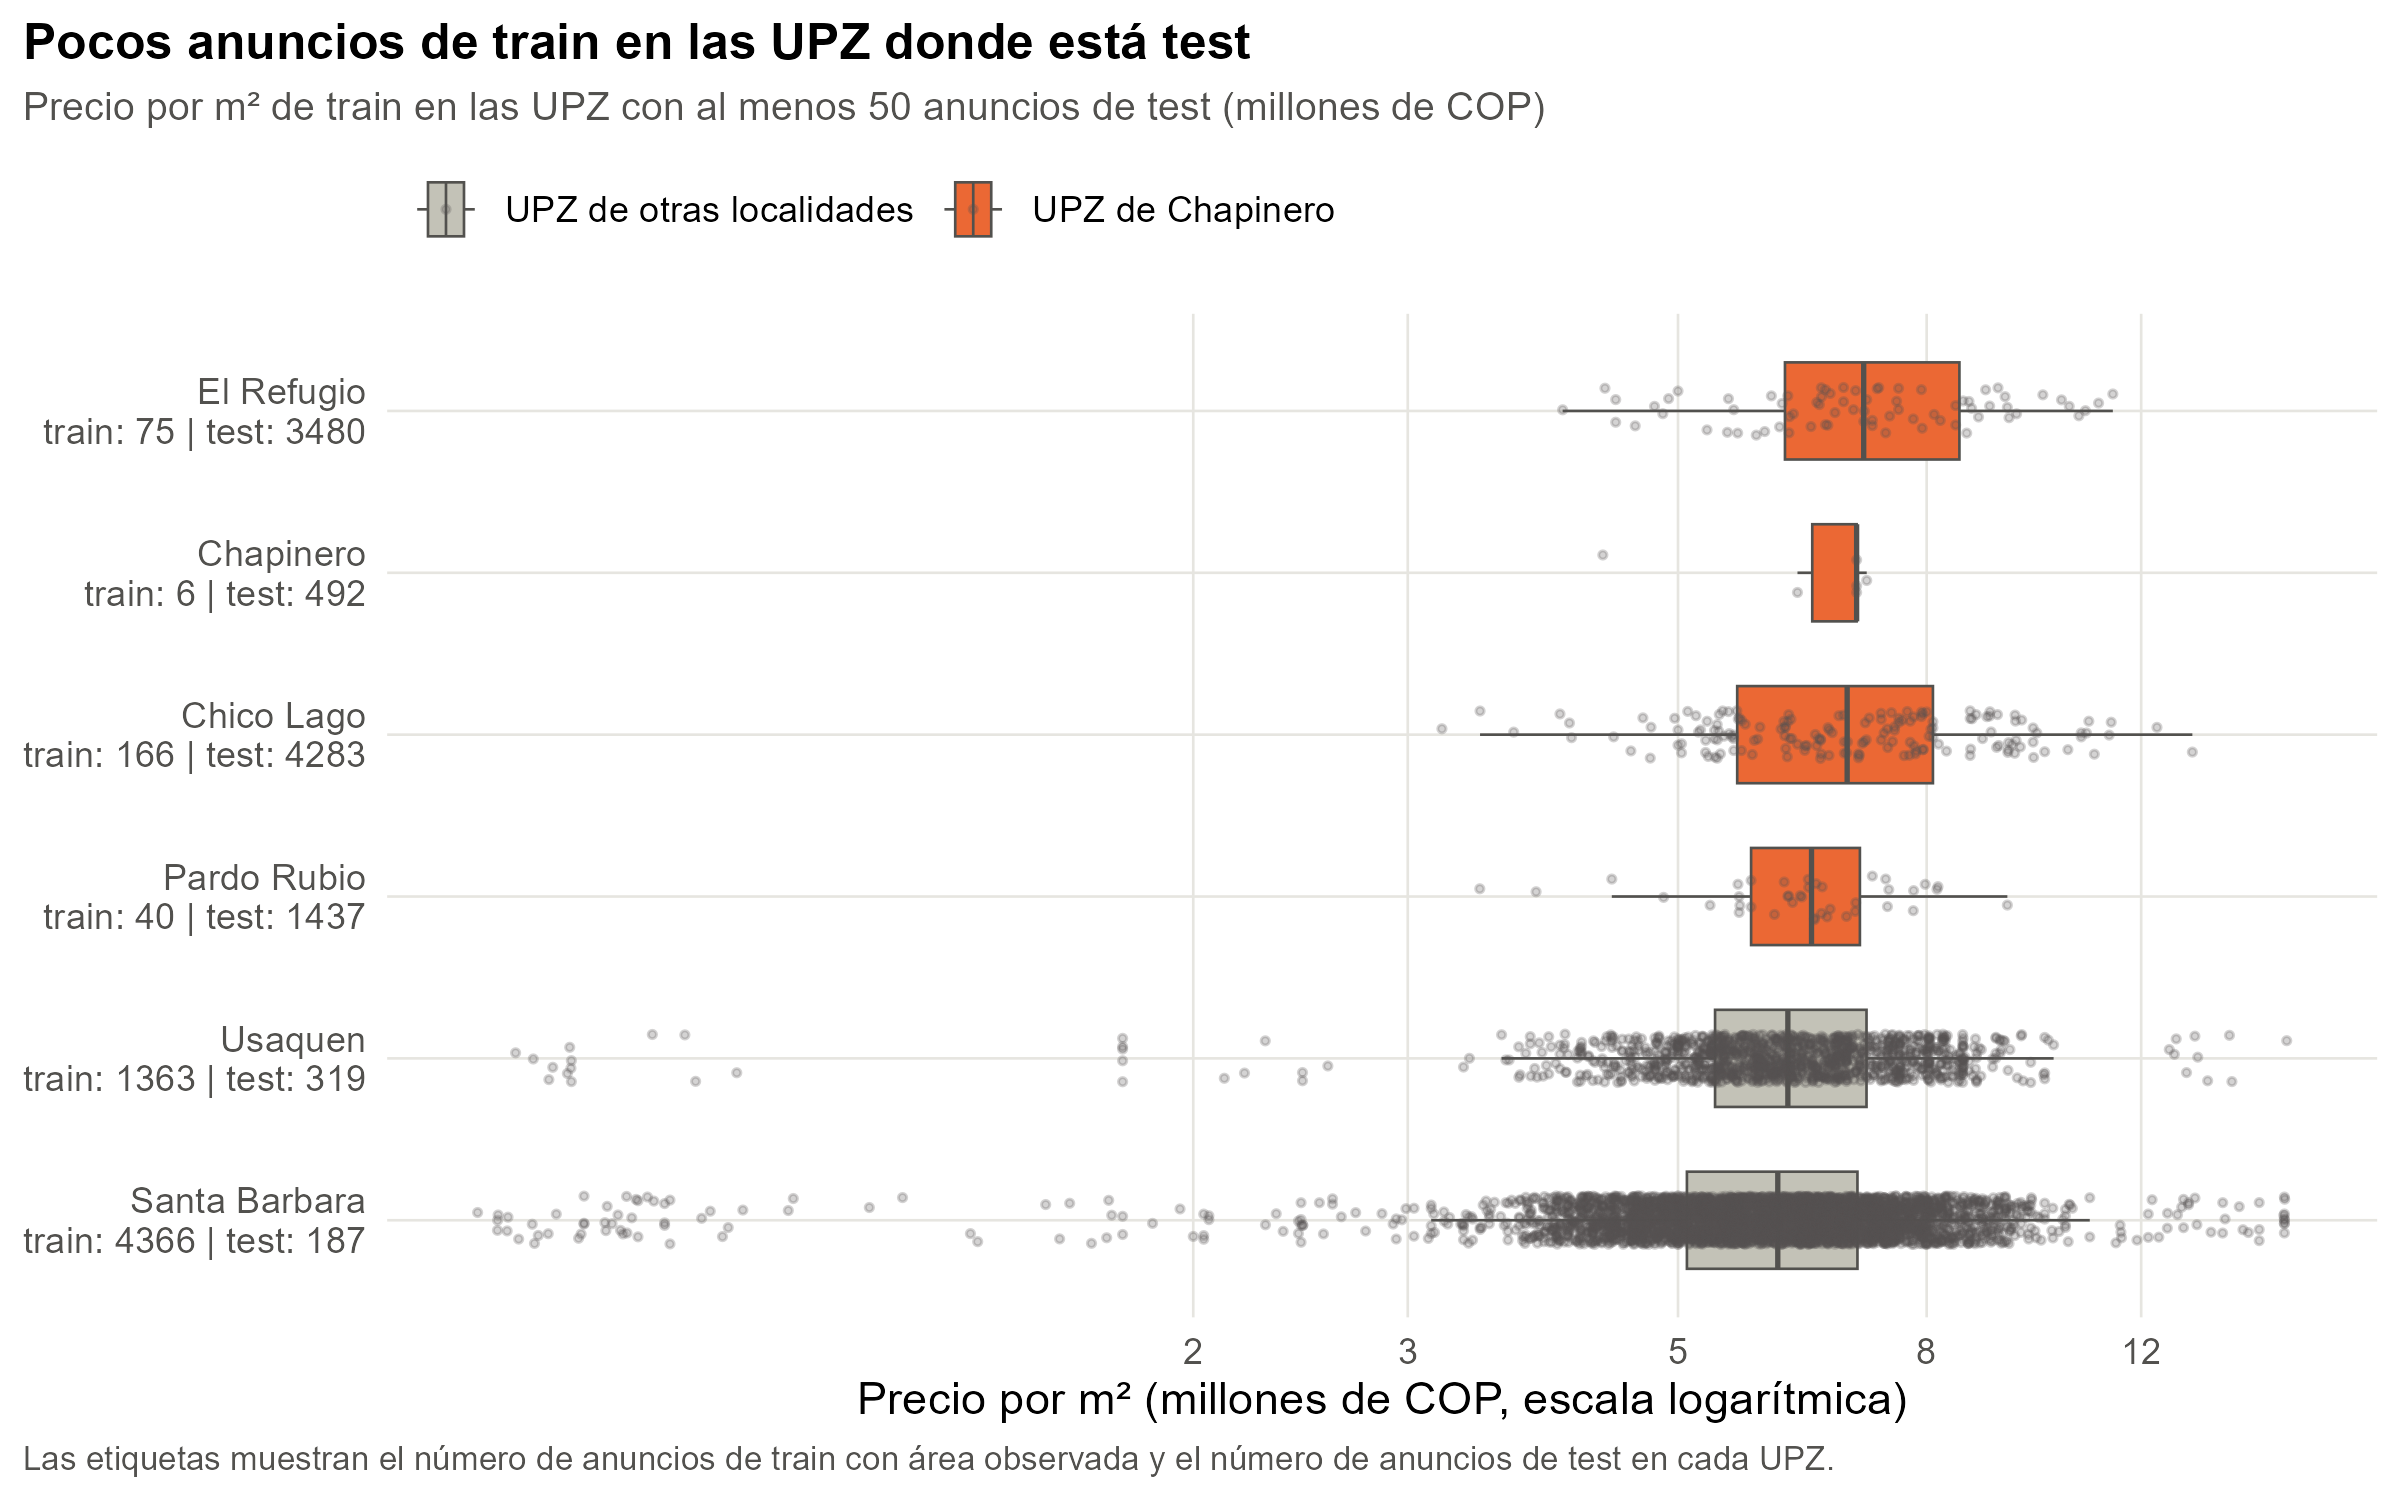 Pocos anuncios de train en las UPZ donde está test
Precio por m² de train en las UPZ con al menos 50 anuncios de test (millones de COP)
UPZ de otras localidades
UPZ de Chapinero
El Refugio
train: 75 | test: 3480
Chapinero
train: 6 | test: 492
Chico Lago
train: 166 | test: 4283
Pardo Rubio
train: 40 | test: 1437
Usaquen
train: 1363 | test: 319
Santa Barbara
train: 4366 | test: 187
2 3 5 8 12
Precio por m² (millones de COP, escala logarítmica)
Las etiquetas muestran el número de anuncios de train con área observada y el número de anuncios de test en cada UPZ.